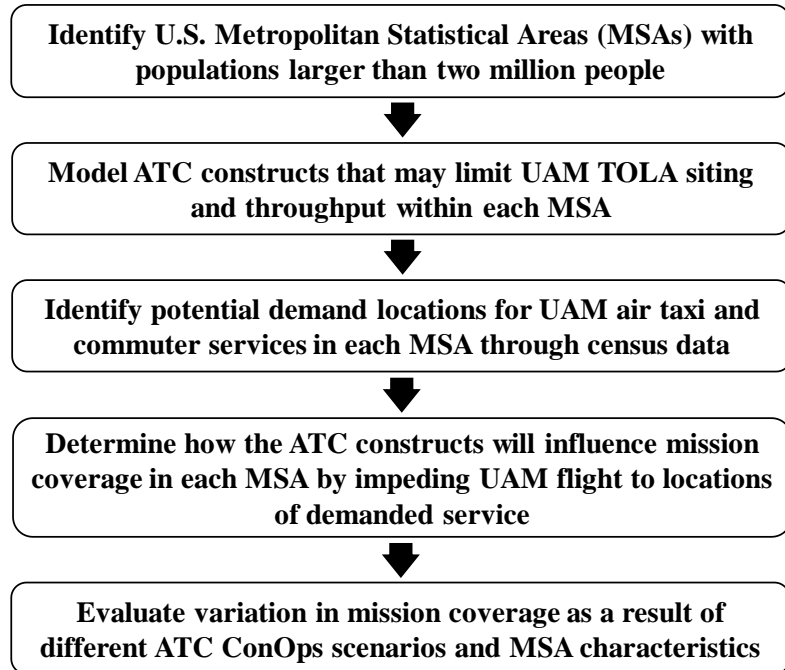 Identify U.S. Metropolitan Statistical Areas (MSAs) with
populations larger than two million people
Model ATC constructs that may limit UAM TOLA siting
and throughput within each MSA
Identify potential demand locations for UAM air taxi and
commuter services in each MSA through census data
Determine how the ATC constructs will influence mission
coverage in each MSA by impeding UAM flight to locations
of demanded service
Evaluate variation in mission coverage as a result of
different ATC ConOps scenarios and MSA characteristics